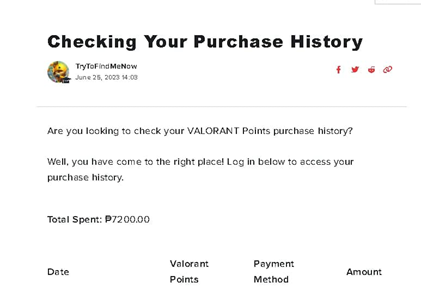 Checking Your Purchase History
TryToFindMeNow
June 25, 2023 14:03
Are you looking to check your VALORANT Points purchase history?
Well, you have come to the right place! Log in below to access your
purchase history.
Total Spent: ₱7200.00
Date Valorant Points Payment Method Amount